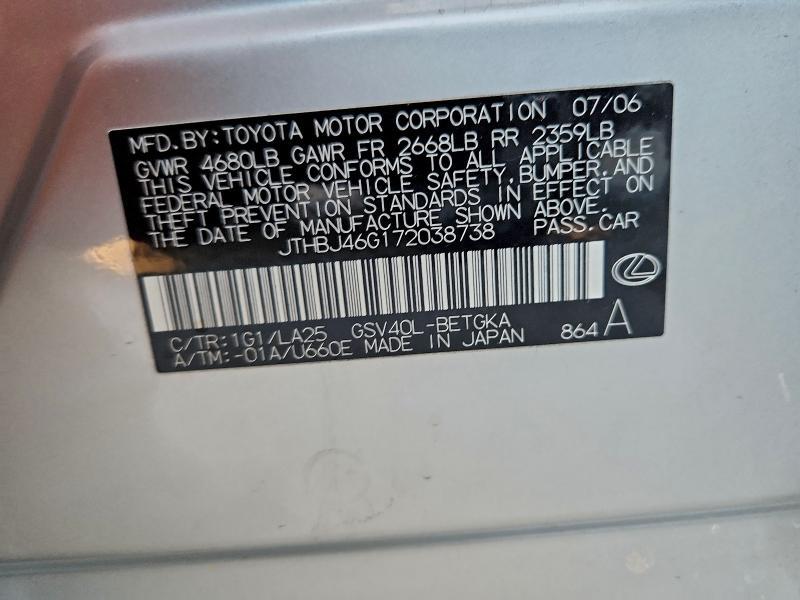 MFD. BY: TOYOTA MOTOR CORPORATION 07/06
GVWR 4680LB GAWR FR 2668LB RR 2359LB
THIS VEHICLE CONFORMS TO ALL APPLICABLE
FEDERAL MOTOR VEHICLE SAFETY, BUMPER, AND
THEFT PREVENTION STANDARDS IN EFFECT ON
THE DATE OF MANUFACTURE SHOWN ABOVE.
JTHBJ46G172038738 PASS. CAR
C/TR: 1G1/LA25 GSV40L-BETGKA
A/TM: -01A/U660E MADE IN JAPAN 864 A